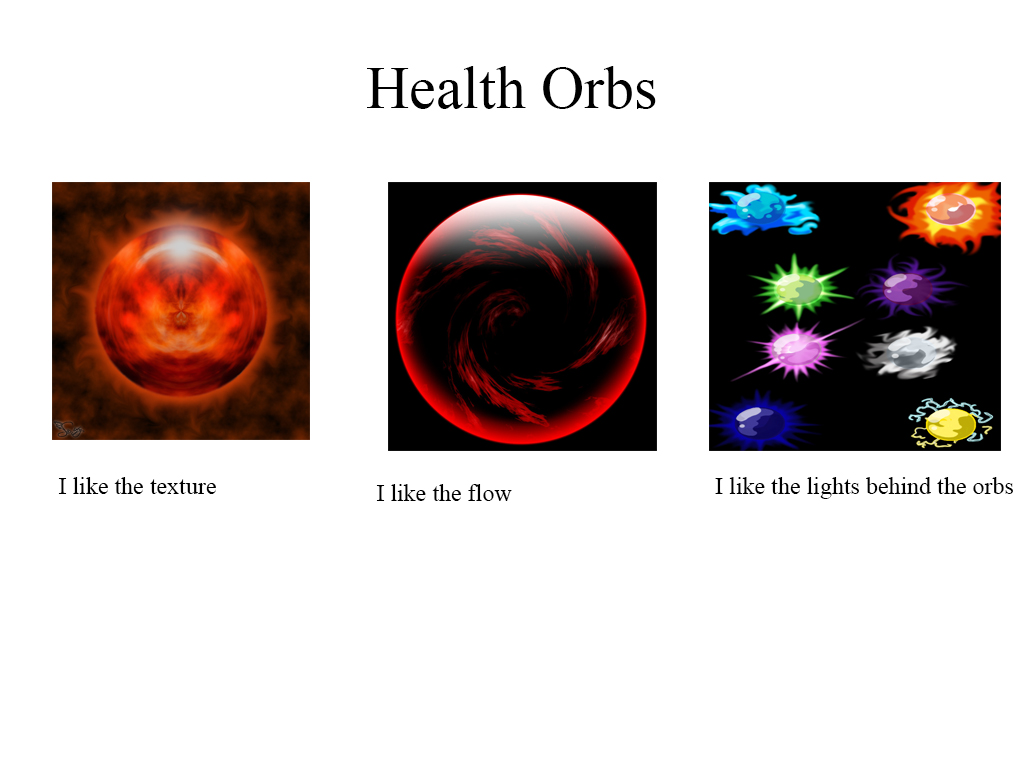 Health Orbs
I like the texture
I like the flow
I like the lights behind the orbs